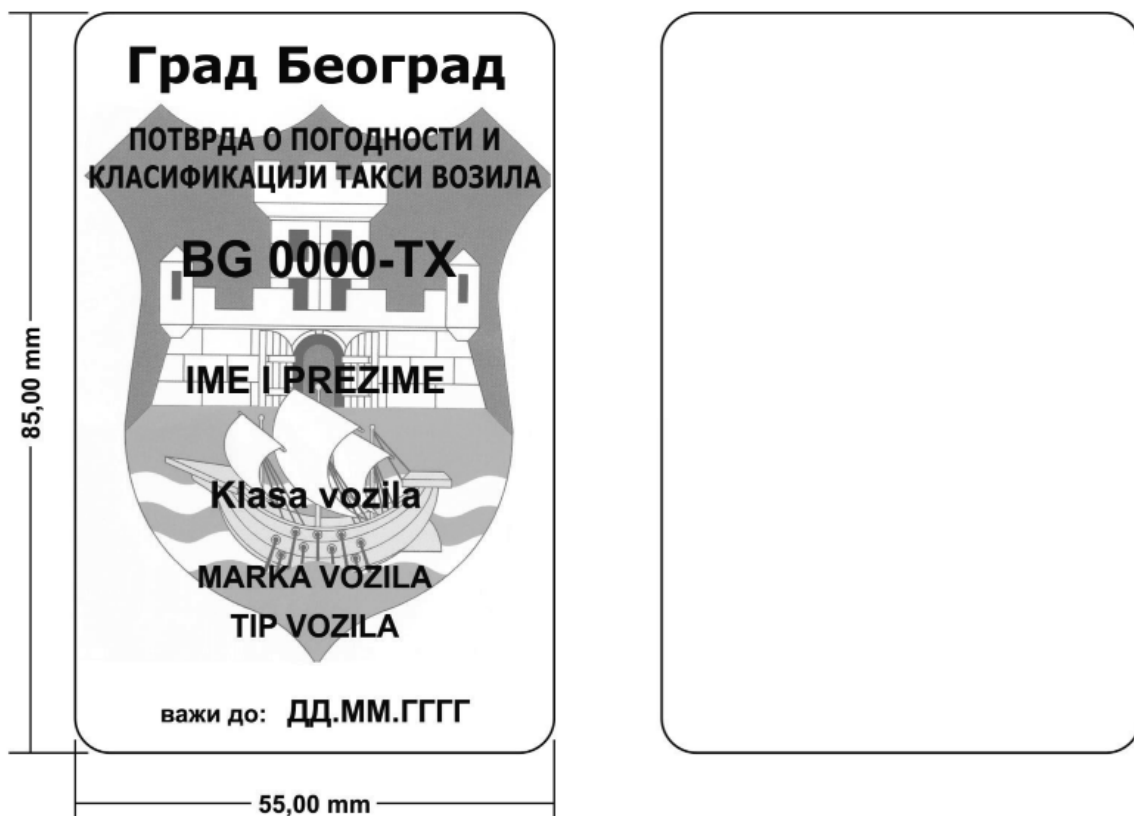 Град Београд
ПОТВРДА О ПОГОДНОСТИ И
КЛАСИФИКАЦИЈИ ТАКСИ ВОЗИЛА
BG 0000-TX
IME I PREZIME
Klasa vozila
MARKA VOZILA
TIP VOZILA
важи до: ДД.ММ.ГГГГ
85,00 mm
55,00 mm